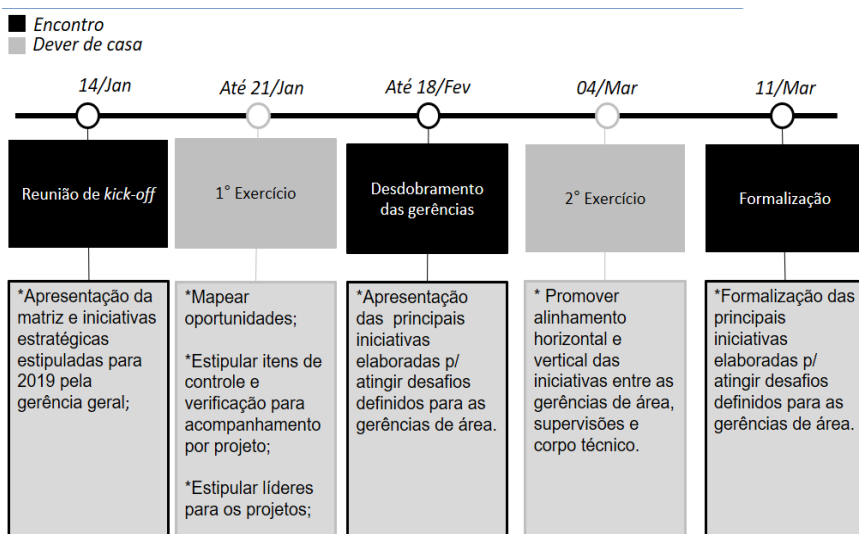 Encontro
Dever de casa
14/Jan
Até 21/Jan
Até 18/Fev
04/Mar
11/Mar
Reunião de kick-off
1° Exercício
Desdobramento
das gerências
2° Exercício
Formalização
*Apresentação da
matriz e iniciativas
estratégicas
estipuladas para
2019 pela
gerência geral;
*Mapear
oportunidades;
*Estipular itens de
controle e
verificação para
acompanhamento
por projeto;
*Estipular líderes
para os projetos;
*Apresentação
das principais
iniciativas
elaboradas p/
atingir desafios
definidos para as
gerências de área.
* Promover
alinhamento
horizontal e
vertical das
iniciativas entre as
gerências de área,
supervisões e
corpo técnico.
*Formalização das
principais
iniciativas
elaboradas p/
atingir desafios
definidos para as
gerências de área.